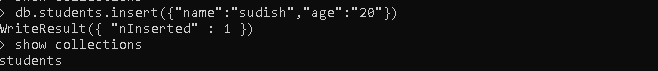 > db.students.insert({"name":"sudish","age":"20"})
WriteResult({ "nInserted" : 1 })
> show collections
students